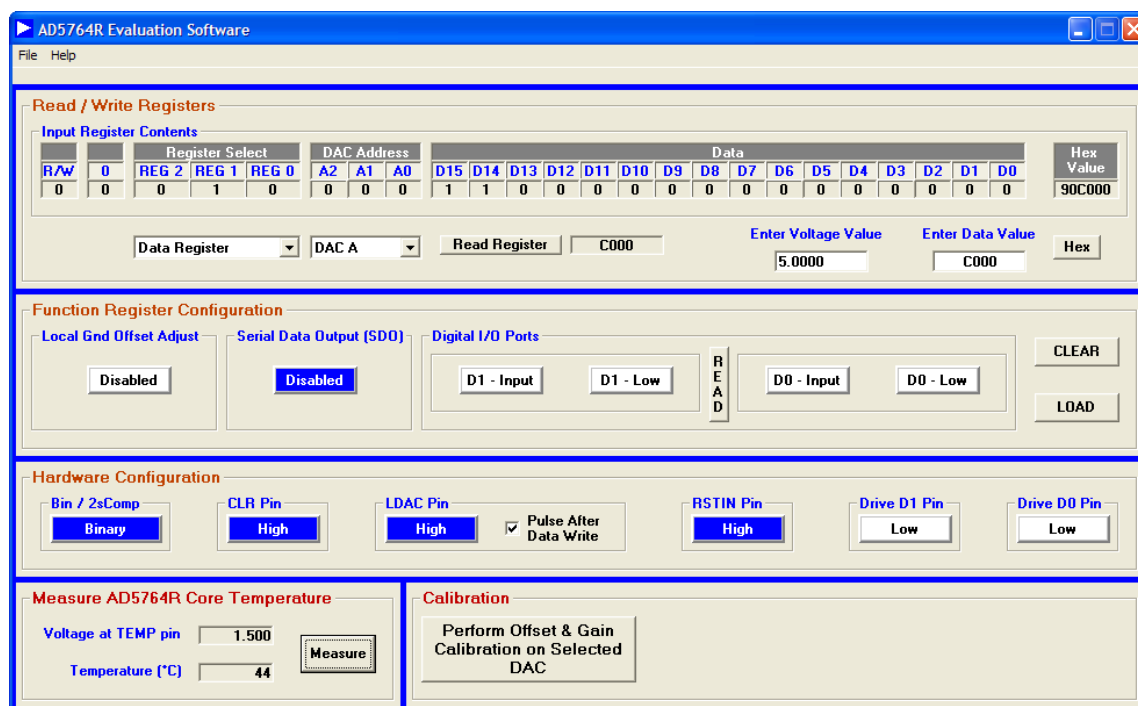 AD5764R Evaluation Software
File Help
Read / Write Registers
Input Register Contents
Register Select DAC Address Data Hex Value
R/W 0 REG 2 REG 1 REG 0 A2 A1 A0 D15 D14 D13 D12 D11 D10 D9 D8 D7 D6 D5 D4 D3 D2 D1 D0
0 0 0 1 0 0 0 0 1 1 0 0 0 0 0 0 0 0 0 0 0 0 0 0 90C000
Enter Voltage Value Enter Data Value
Data Register DAC A Read Register C000 5.0000 C000 Hex
Function Register Configuration
Local Gnd Offset Adjust Serial Data Output (SDO) Digital I/O Ports
Disabled Disabled D1 - Input D1 - Low READ D0 - Input D0 - Low
CLEAR
LOAD
Hardware Configuration
Bin / 2sComp CLR Pin LDAC Pin RSTIN Pin Drive D1 Pin Drive D0 Pin
Binary High High Pulse After Data Write High Low Low
Measure AD5764R Core Temperature
Voltage at TEMP pin 1.500
Temperature (°C) 44
Measure
Calibration
Perform Offset & Gain
Calibration on Selected
DAC